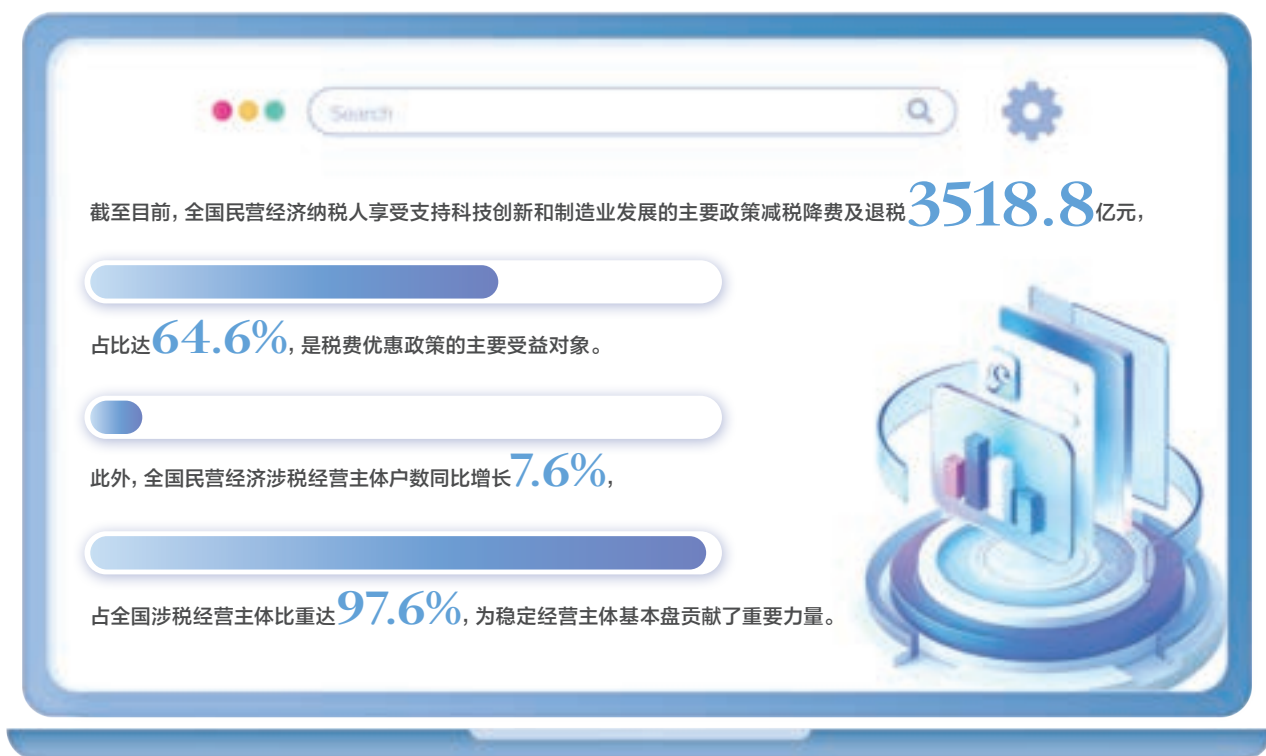 Search
截至目前，全国民营经济纳税人享受支持科技创新和制造业发展的主要政策减税降费及退税3518.8亿元，
占比达64.6%，是税费优惠政策的主要受益对象。
此外，全国民营经济涉税经营主体户数同比增长7.6%，
占全国涉税经营主体比重达97.6%，为稳定经营主体基本盘贡献了重要力量。